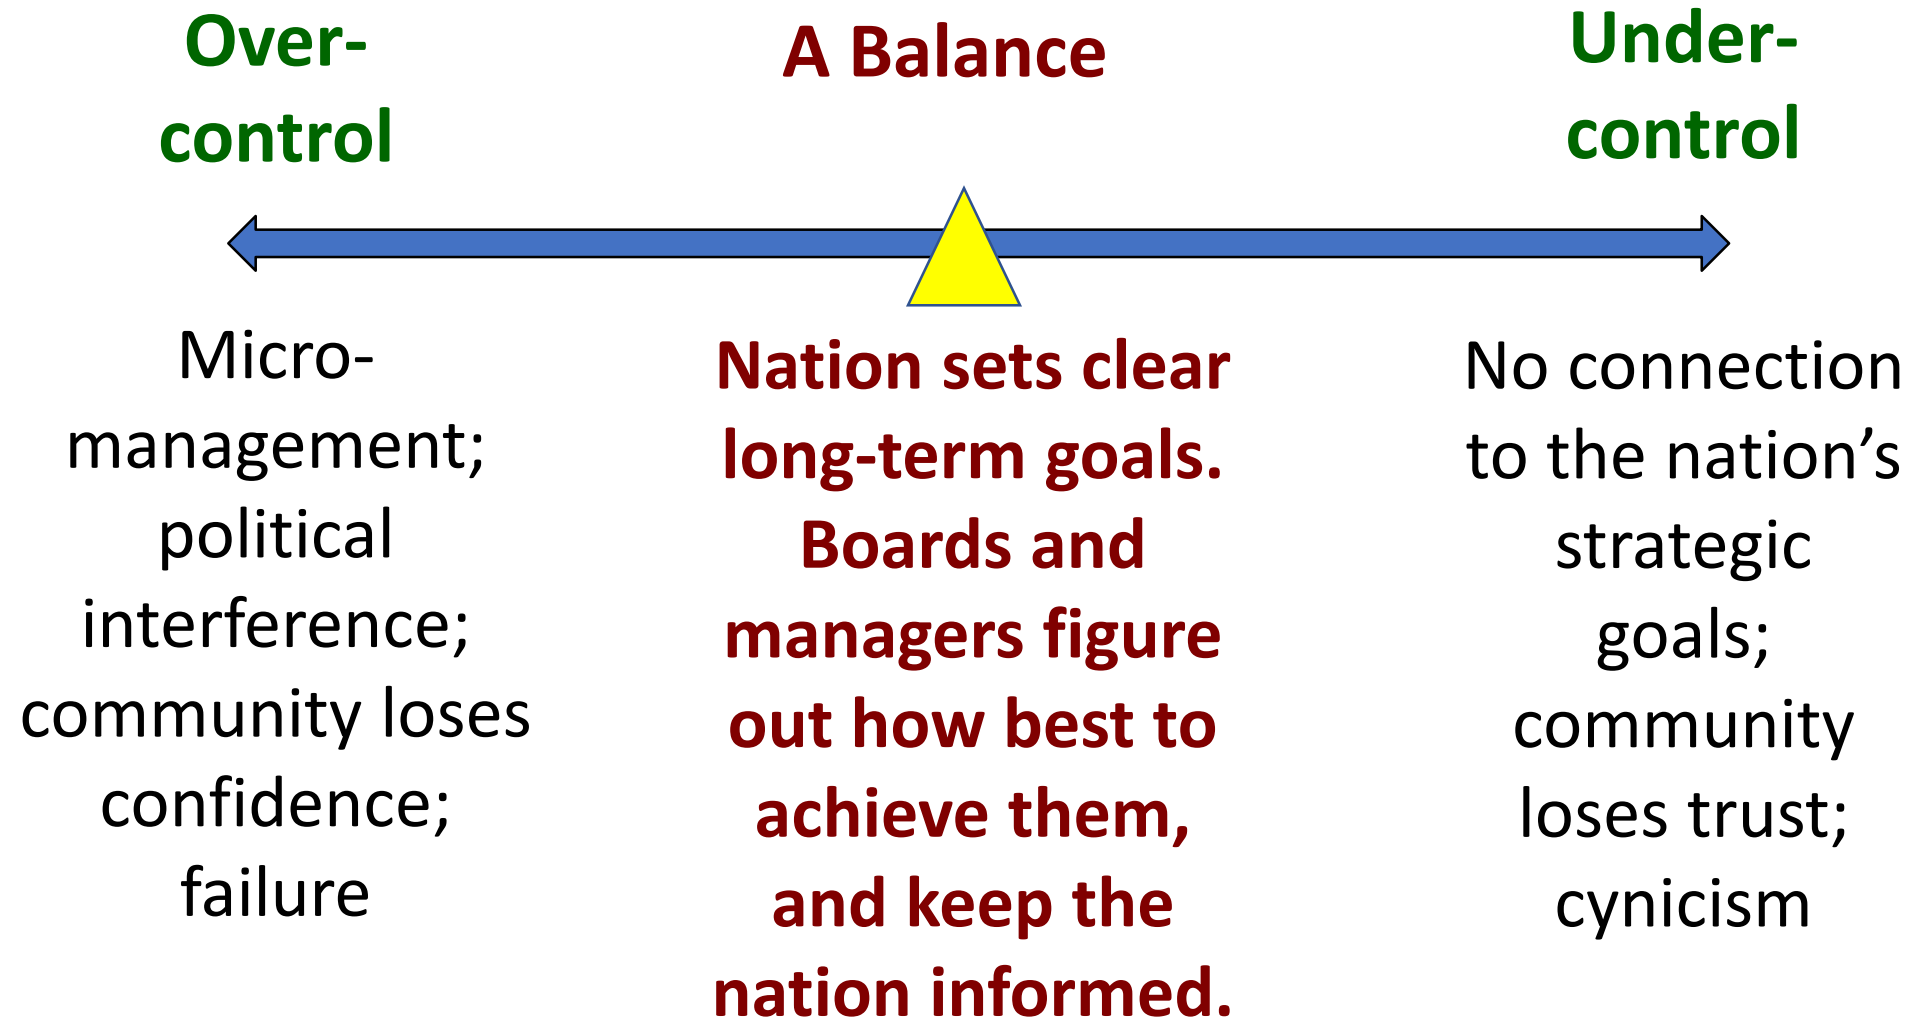 Over-
control
A Balance
Under-
control
Micro-
management;
political
interference;
community loses
confidence;
failure
Nation sets clear
long-term goals.
Boards and
managers figure
out how best to
achieve them,
and keep the
nation informed.
No connection
to the nation’s
strategic
goals;
community
loses trust;
cynicism